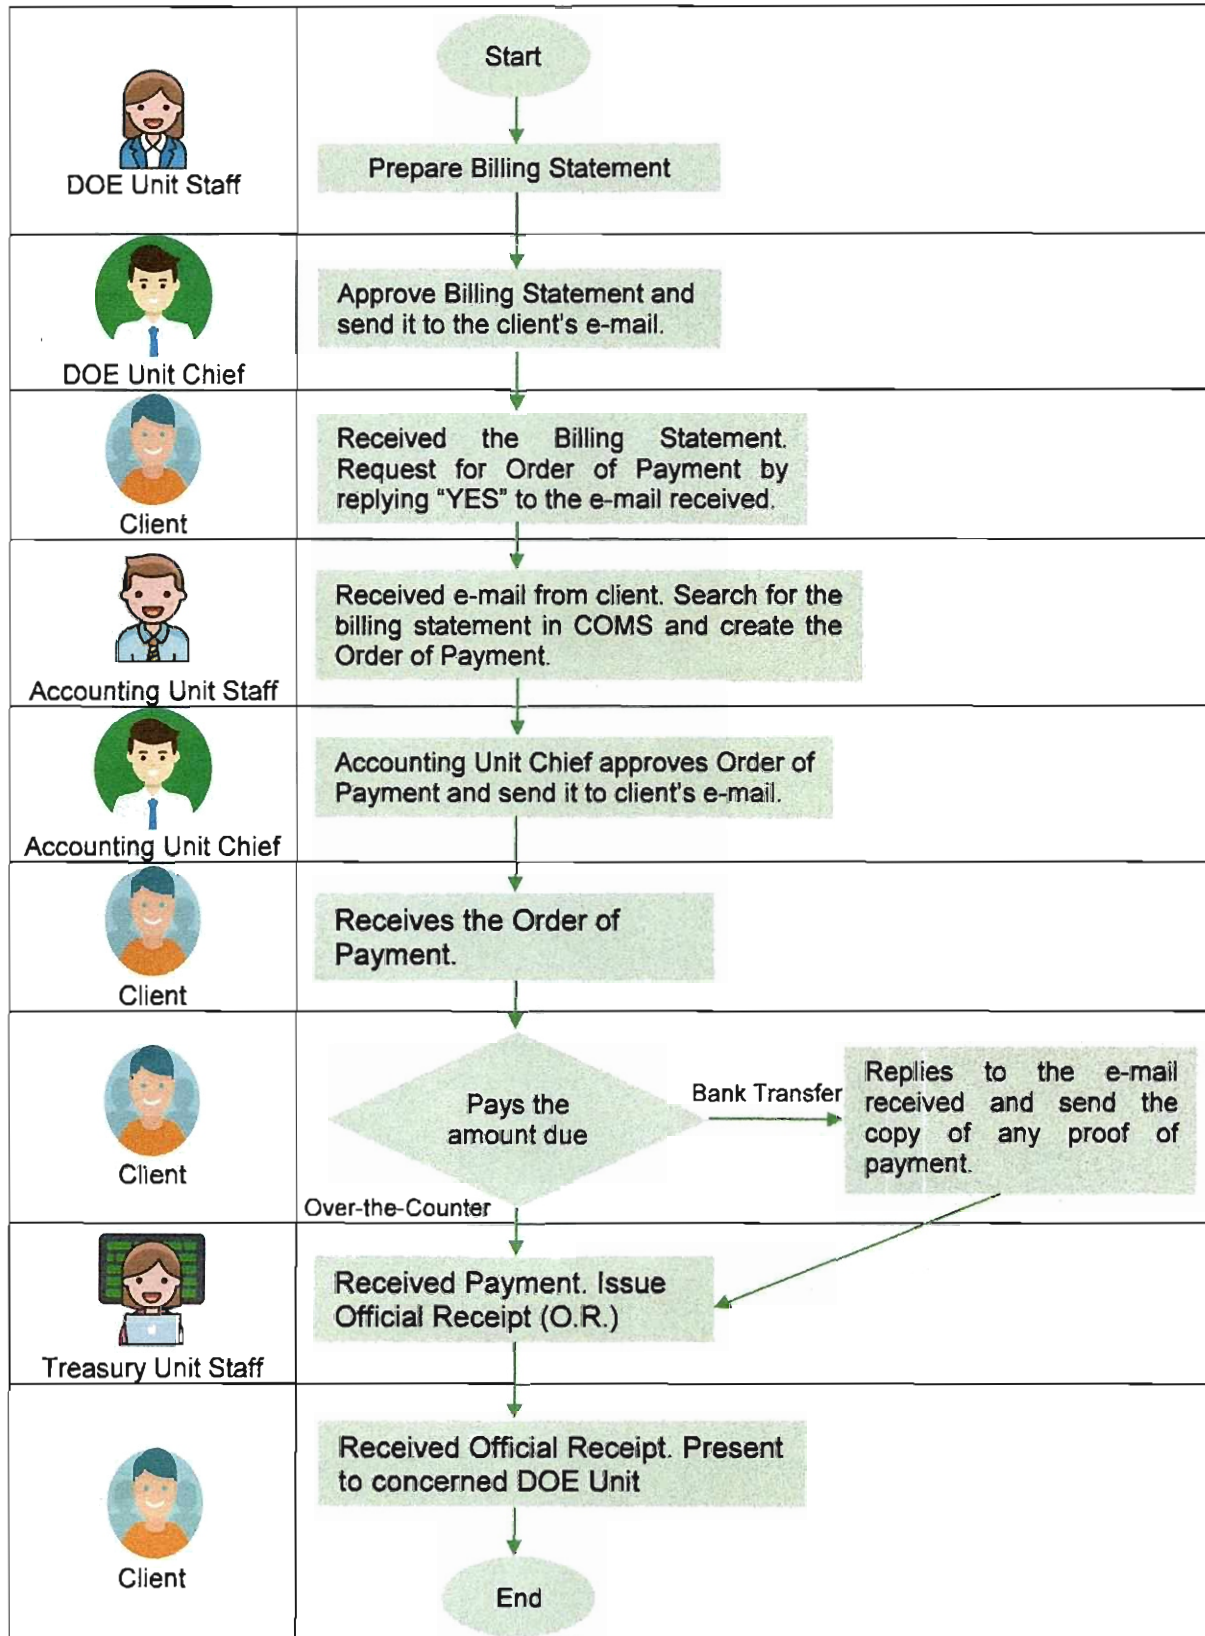 Start
DOE Unit Staff
Prepare Billing Statement
DOE Unit Chief
Approve Billing Statement and
send it to the client's e-mail.
Client
Received the Billing Statement.
Request for Order of Payment by
replying "YES" to the e-mail received.
Accounting Unit Staff
Received e-mail from client. Search for the
billing statement in COMS and create the
Order of Payment.
Accounting Unit Chief
Accounting Unit Chief approves Order of
Payment and send it to client's e-mail.
Client
Receives the Order of
Payment.
Client
Pays the
amount due
Bank Transfer
Replies to the e-mail
received and send the
copy of any proof of
payment.
Over-the-Counter
Treasury Unit Staff
Received Payment. Issue
Official Receipt (O.R.)
Client
Received Official Receipt. Present
to concerned DOE Unit
End